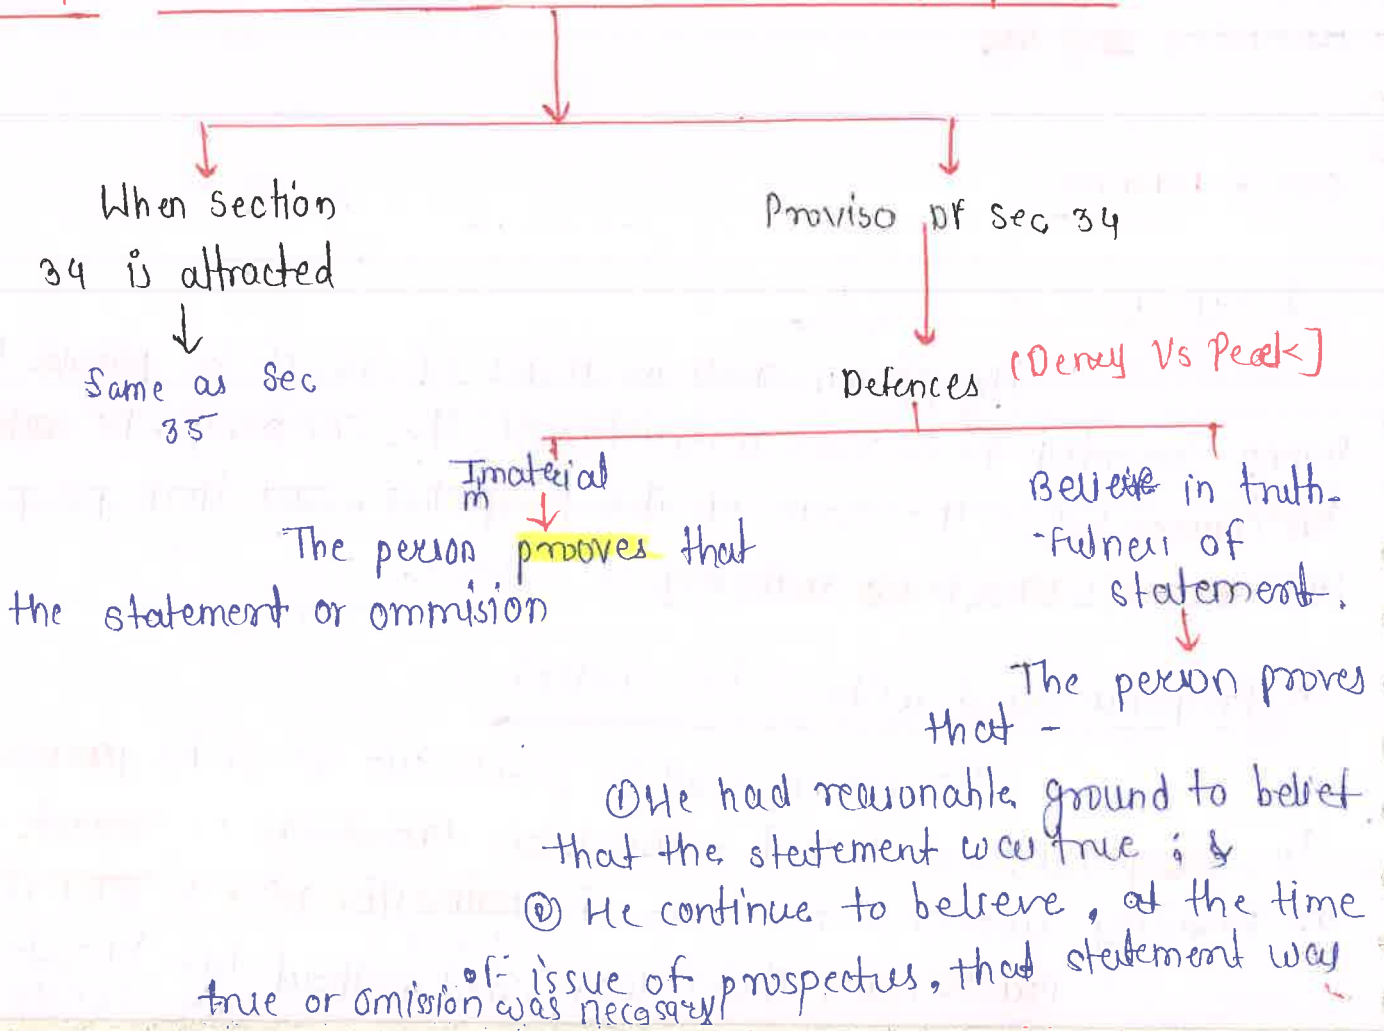 When section
34 is attracted
Same as Sec
35
Proviso of Sec 34
Defences (Derry Vs Peek]
Immaterial
The person prooves that
the statement or ommision
Believe in truth-
-fulness of
statement.
The person proves
that -
① He had reasonable ground to belief
that the statement was true ; &
② He continue to believe, at the time
of issue of prospectus, that statement way
true or omission was necessary